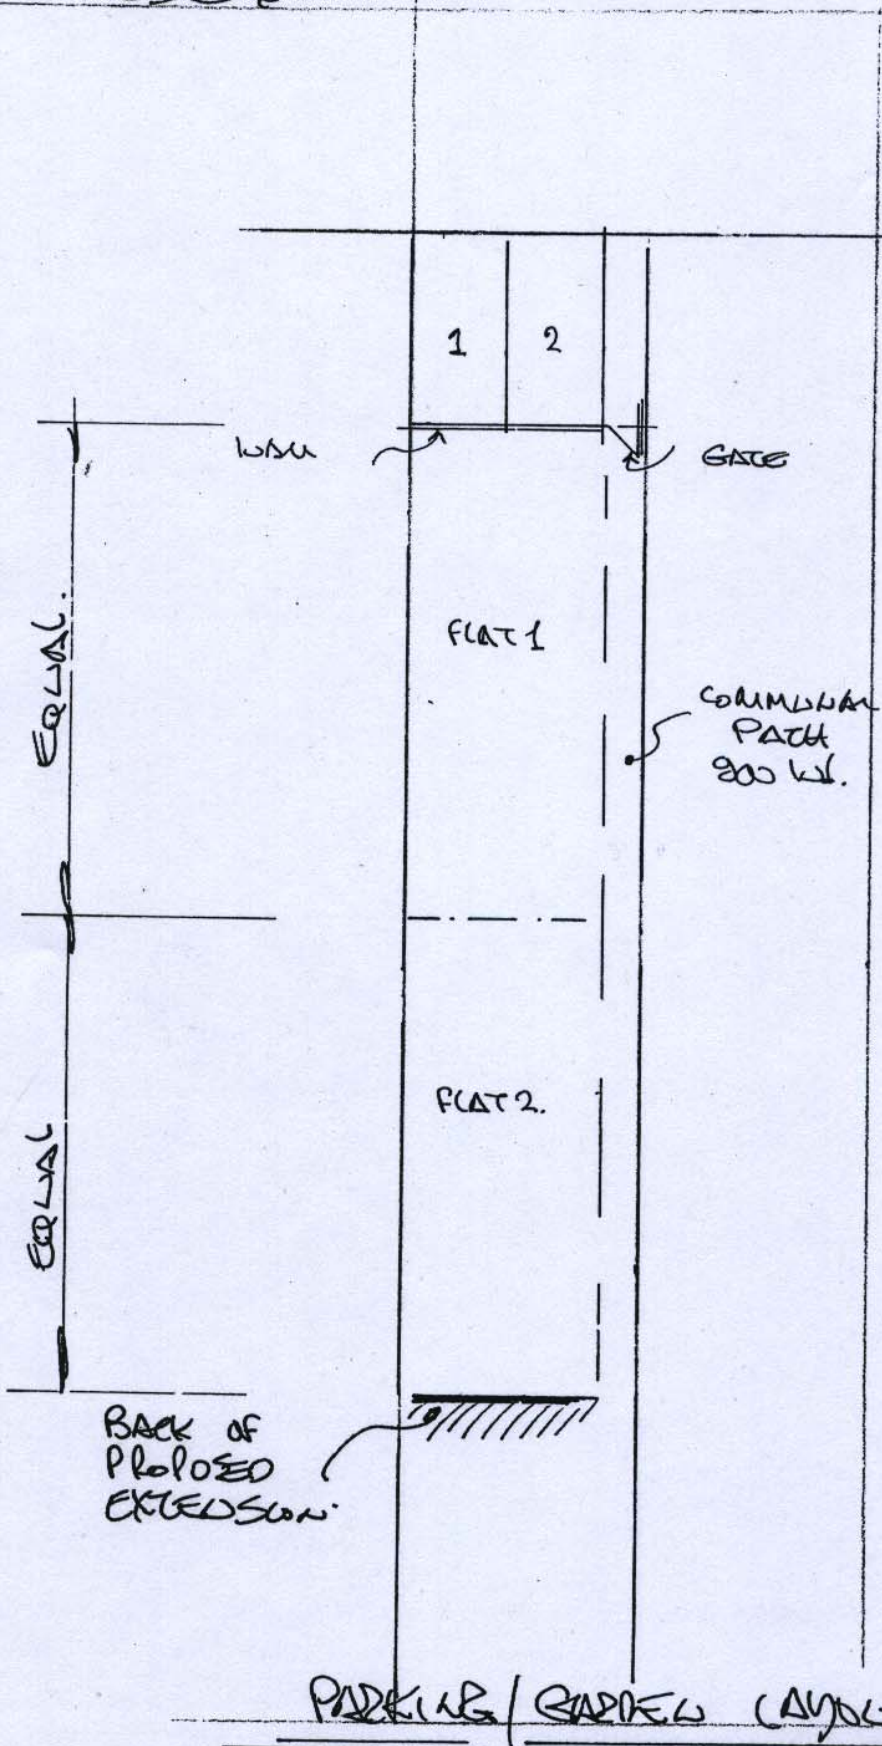 1
2
WALL
GATE
EQUAL.
FLAT 1
COMMUNAL
PATH
900 W.
FLAT 2.
EQUAL
BACK OF
PROPOSED
EXTENSION.
PARKING/GARDEN LAYOU